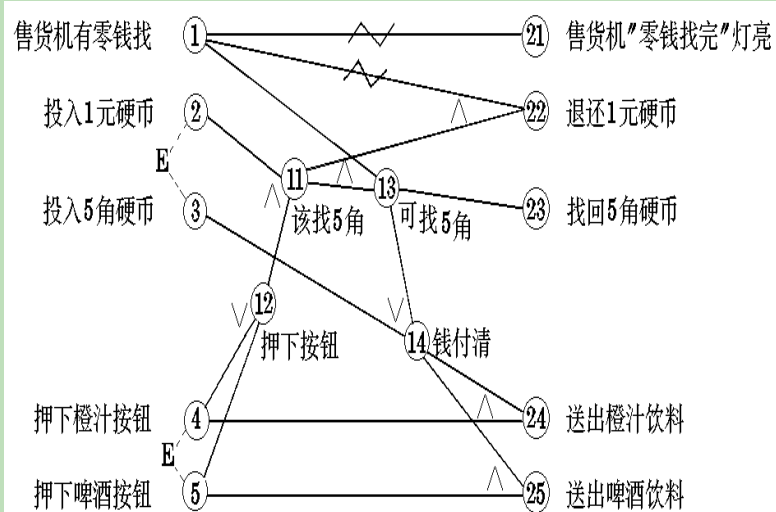 售货机有零钱找 1 21 售货机"零钱找完"灯亮
投入1元硬币 2 22 退还1元硬币
E
11 13
投入5角硬币 3 该找5角 可找5角 23 找回5角硬币
12
押下按钮 14 钱付清
押下橙汁按钮 4 24 送出橙汁饮料
E
押下啤酒按钮 5 25 送出啤酒饮料